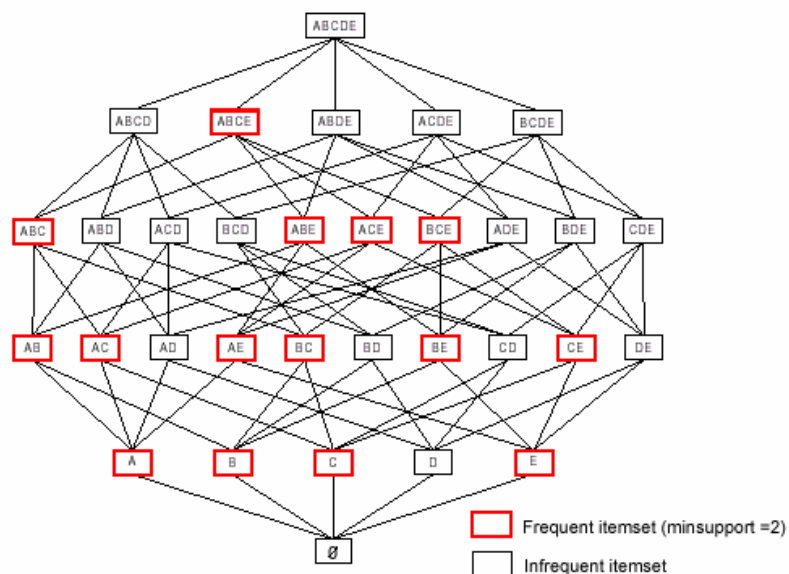 ABCDE
ABCD ABCE ABDE ACDE BCDE
ABC ABD ACD BCD ABE ACE BCE ADE BDE CDE
AB AC AD AE BC BD BE CD CE DE
A B C D E
Ø
Frequent itemset (minsupport =2)
Infrequent itemset